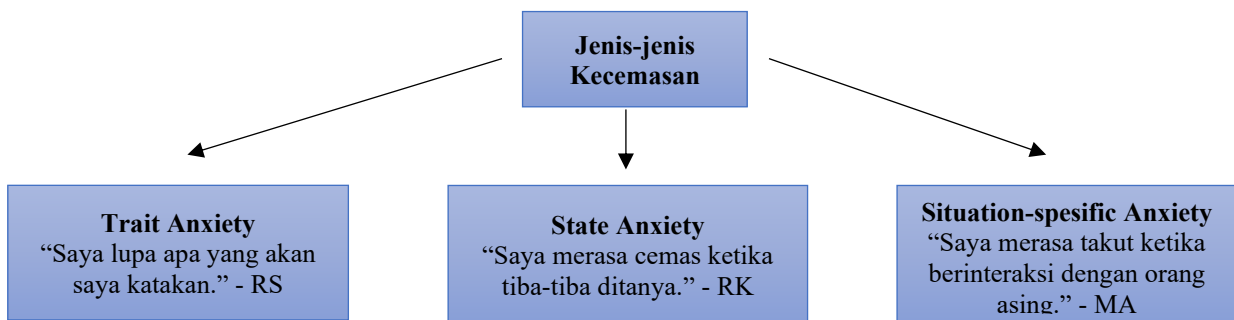 Jenis-jenis
Kecemasan
Trait Anxiety
“Saya lupa apa yang akan
saya katakan.” - RS
State Anxiety
“Saya merasa cemas ketika
tiba-tiba ditanya.” - RK
Situation-spesific Anxiety
“Saya merasa takut ketika
berinteraksi dengan orang
asing.” - MA